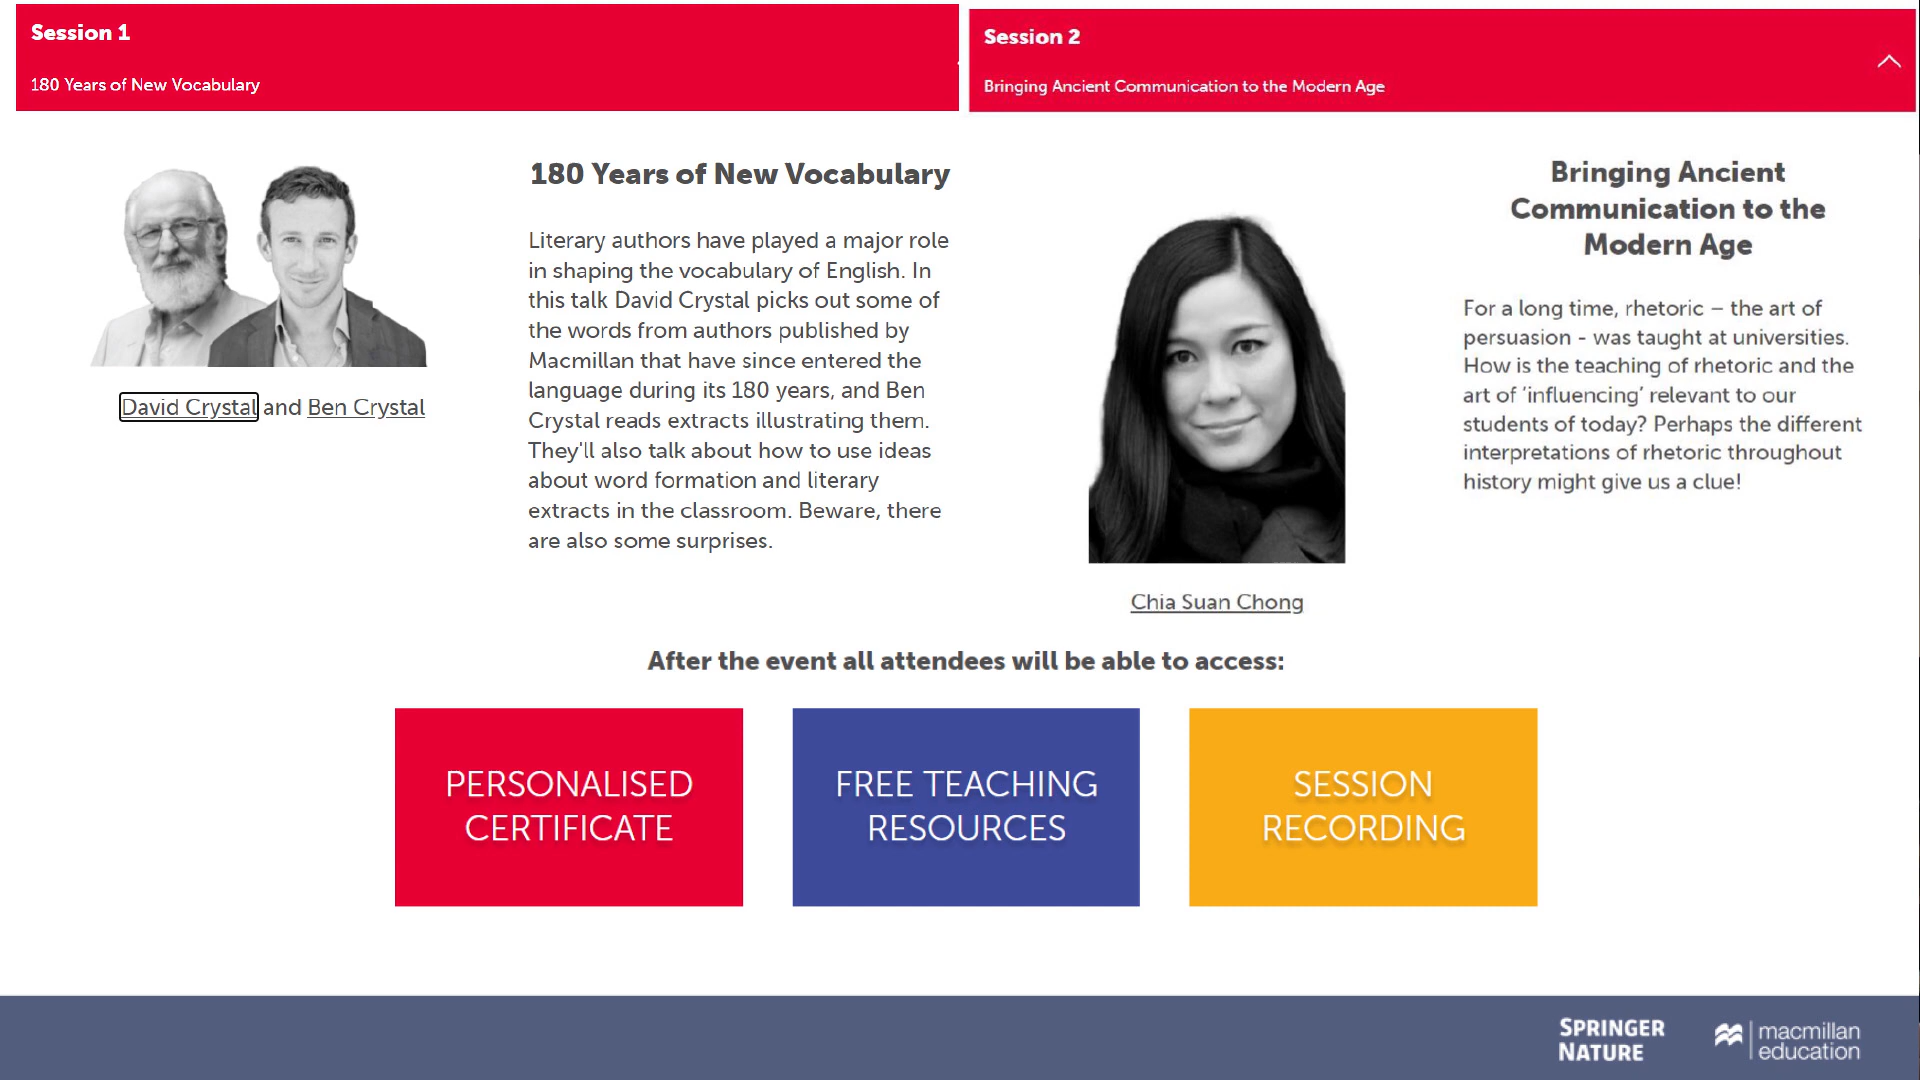 Session 1
180 Years of New Vocabulary
Session 2
Bringing Ancient Communication to the Modern Age
180 Years of New Vocabulary
Literary authors have played a major role
in shaping the vocabulary of English. In
this talk David Crystal picks out some of
the words from authors published by
Macmillan that have since entered the
language during its 180 years, and Ben
Crystal reads extracts illustrating them.
They'll also talk about how to use ideas
about word formation and literary
extracts in the classroom. Beware, there
are also some surprises.
David Crystal and Ben Crystal
Bringing Ancient
Communication to the
Modern Age
For a long time, rhetoric – the art of
persuasion - was taught at universities.
How is the teaching of rhetoric and the
art of ‘influencing’ relevant to our
students of today? Perhaps the different
interpretations of rhetoric throughout
history might give us a clue!
Chia Suan Chong
After the event all attendees will be able to access:
PERSONALISED
CERTIFICATE
FREE TEACHING
RESOURCES
SESSION
RECORDING
SPRINGER
NATURE
macmillan
education